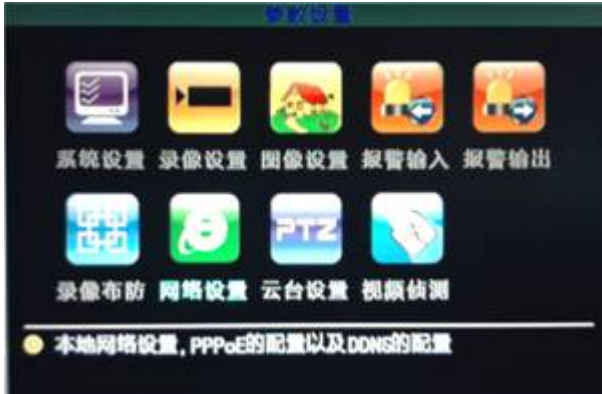 参数设置
系统设置 录像设置 图像设置 报警输入 报警输出
PTZ
录像布防 网络设置 云台设置 视频侦测
本地网络设置,PPPoE的配置以及DDNS的配置